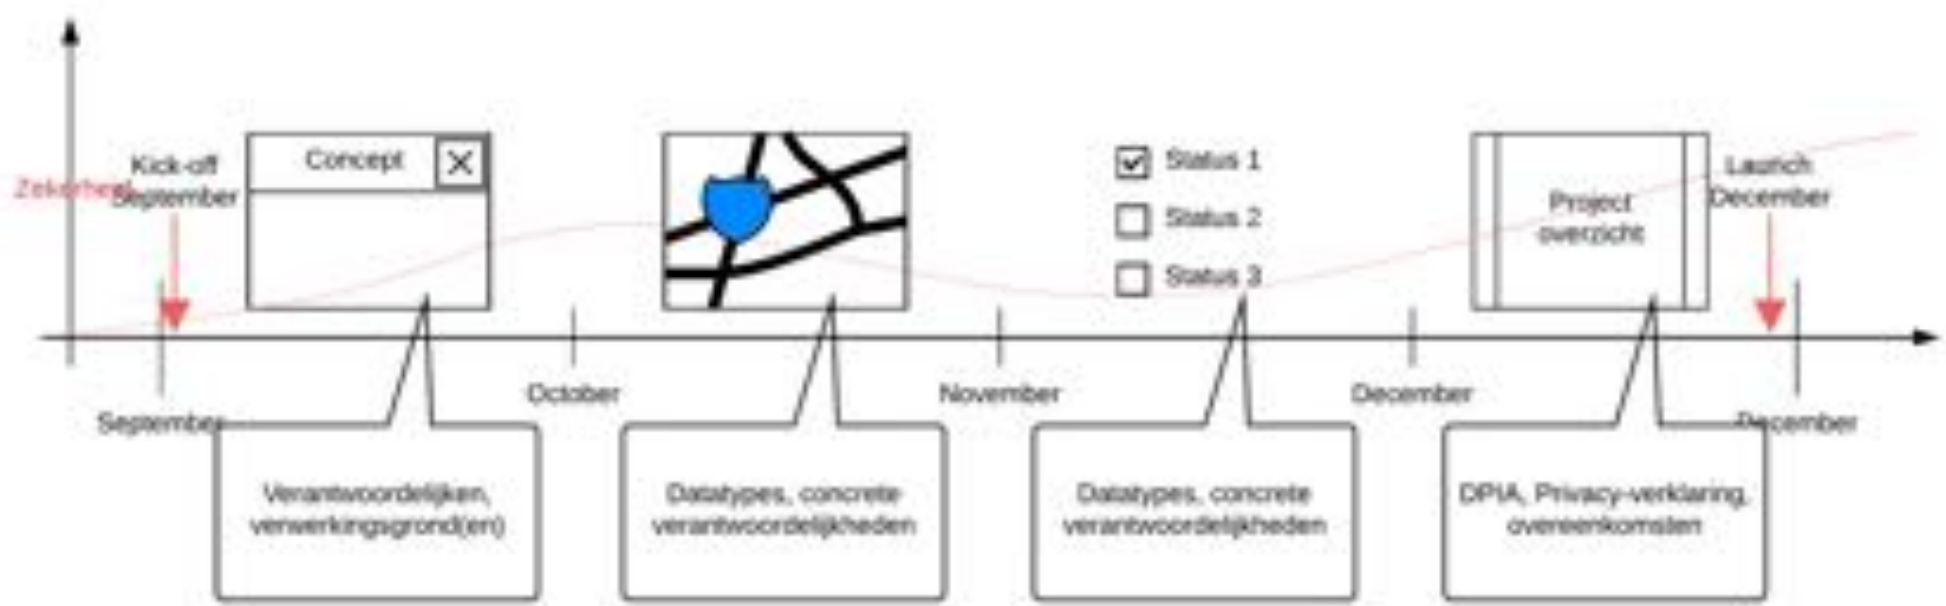 Kick-off
September
Zekerheid
Concept
Status 1
Status 2
Status 3
Project
overzicht
Launch
December
September
October
November
December
December
Verantwoordelijken,
verwerkingsgrond(en)
Datatypes, concrete
verantwoordelijkheden
Datatypes, concrete
verantwoordelijkheden
DPIA, Privacy-verklaring,
overeenkomsten